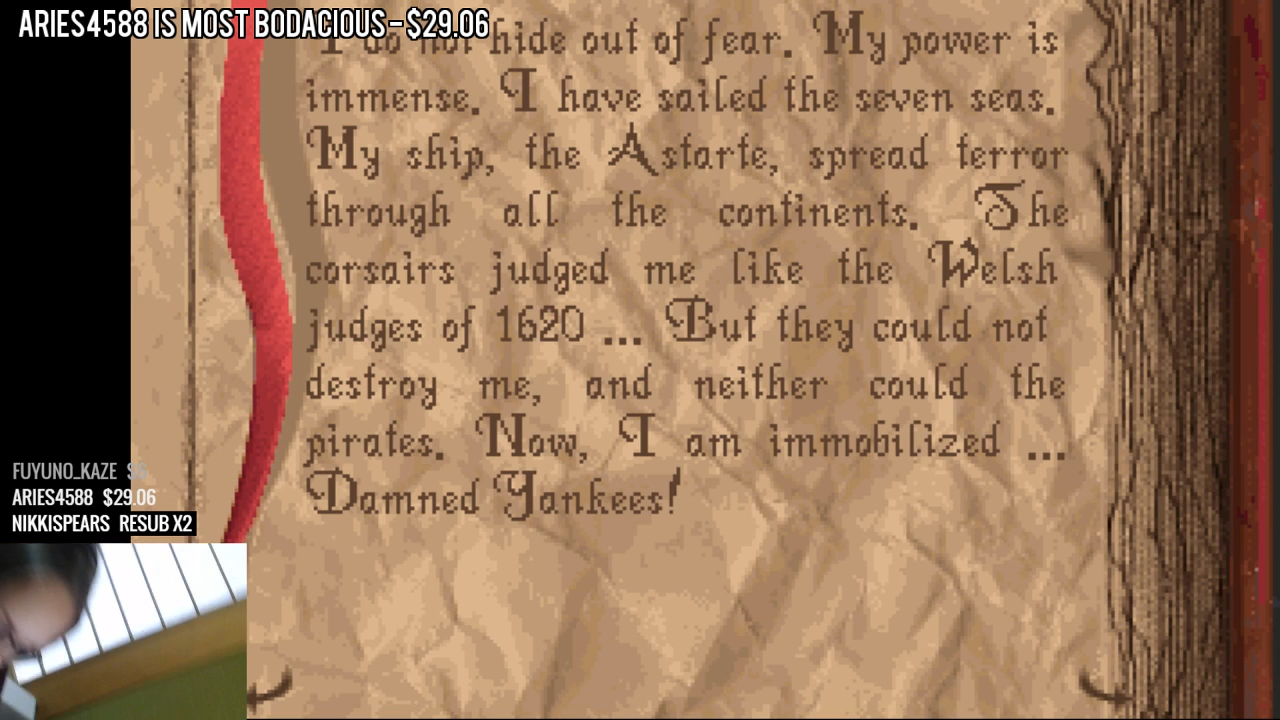 ARIES4588 IS MOST BODACIOUS - $29.06
I do not hide out of fear. My power is
immense. I have sailed the seven seas.
My ship, the Astarte, spread terror
through all the continents. The
corsairs judged me like the Welsh
judges of 1620 ... But they could not
destroy me, and neither could the
pirates. Now, I am immobilized ...
Damned Yankees!
FUYUNO_KAZE
ARIES4588 $29.06
NIKKISPEARS RESUB X2